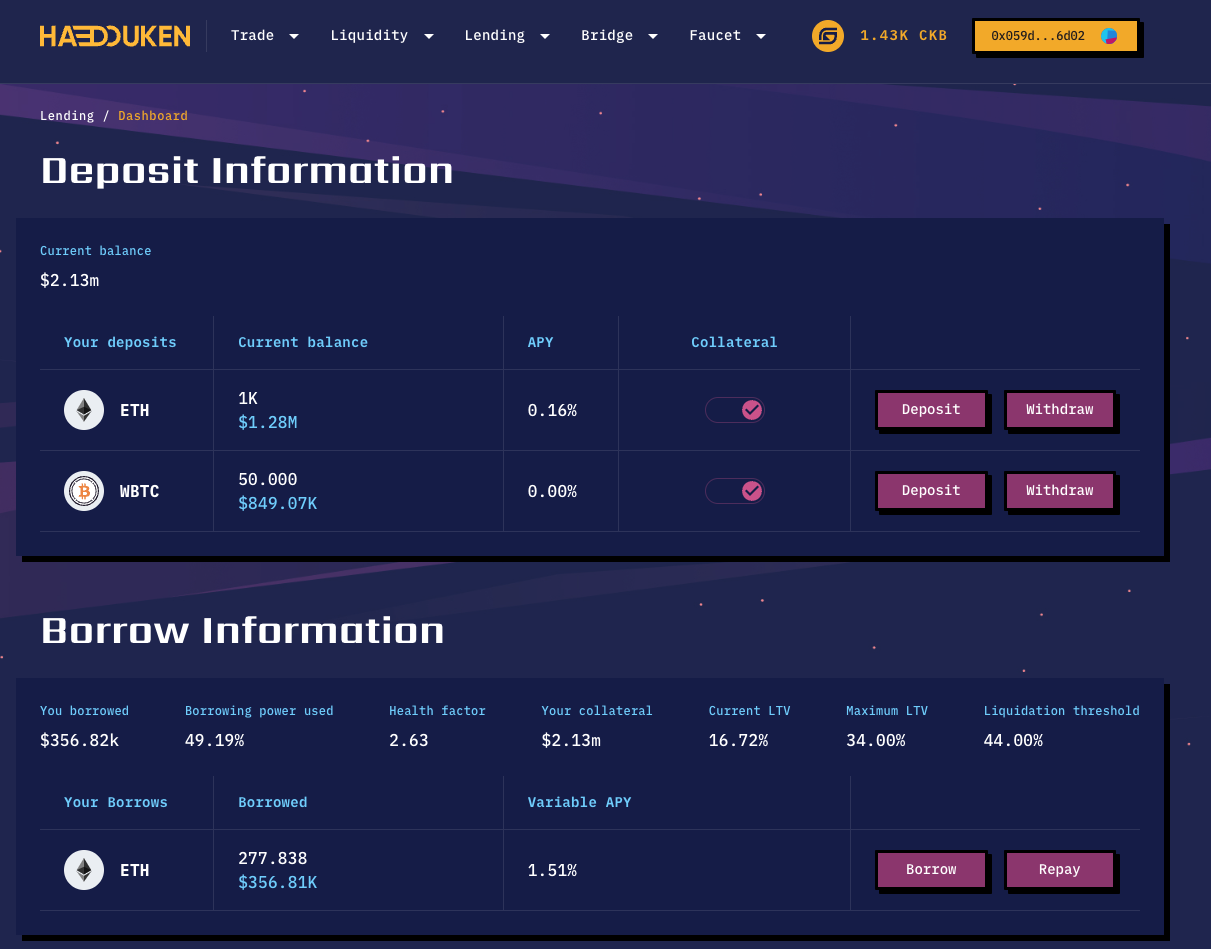 HADOUKEN Trade Liquidity Lending Bridge Faucet 1.43K CKB 0x059d...6d02
Lending / Dashboard
Deposit Information
Current balance
$2.13m
Your deposits Current balance APY Collateral
ETH 1K $1.28M 0.16% Deposit Withdraw
WBTC 50.000 $849.07K 0.00% Deposit Withdraw
Borrow Information
You borrowed Borrowing power used Health factor Your collateral Current LTV Maximum LTV Liquidation threshold
$356.82k 49.19% 2.63 $2.13m 16.72% 34.00% 44.00%
Your Borrows Borrowed Variable APY
ETH 277.838 $356.81K 1.51% Borrow Repay